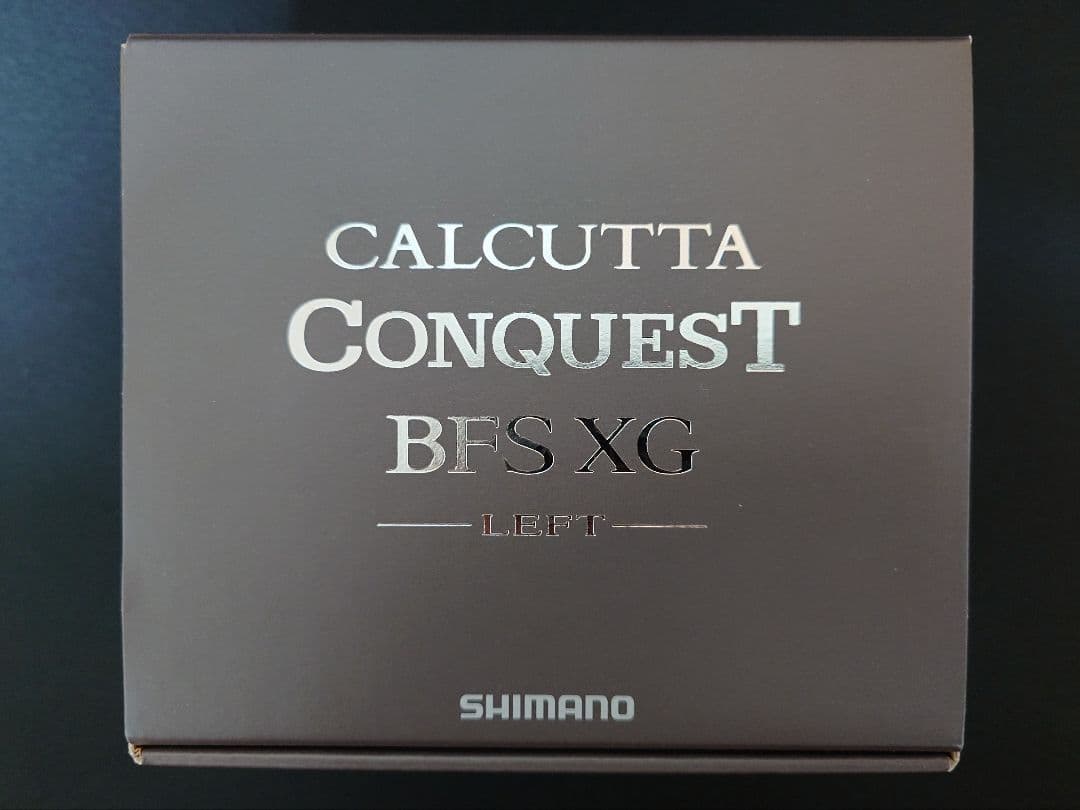 CALCUTTA
CONQUEST
BFS XG
LEFT
SHIMANO